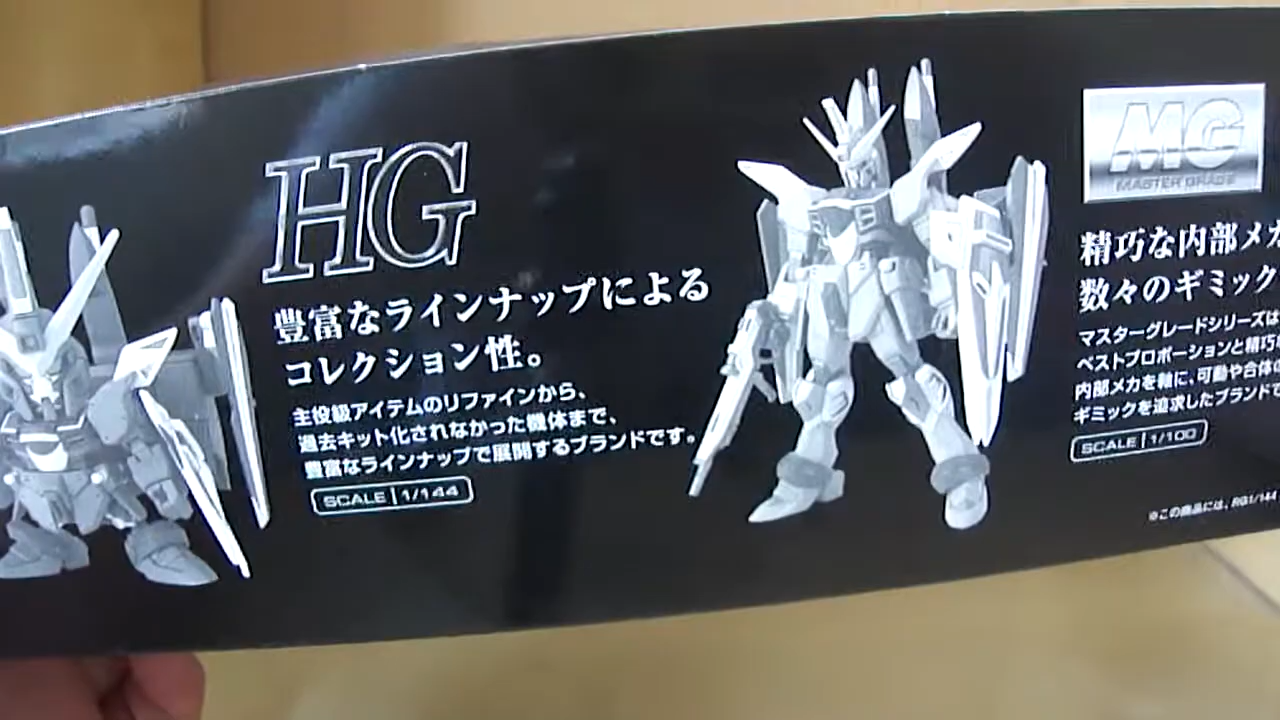 HG
豊富なラインナップによる
コレクション性。
主役級アイテムのリファインから、
過去キット化されなかった機体まで、
豊富なラインナップで展開するブランドです。
SCALE 1/144
MG
MASTER GRADE
精巧な内部メカ
数々のギミック
マスターグレードシリーズは
ベストプロポーションと精巧
内部メカを軸に、可動や合体の
ギミックを追求したブランドで
SCALE 1/100
※この商品には、RG1/144